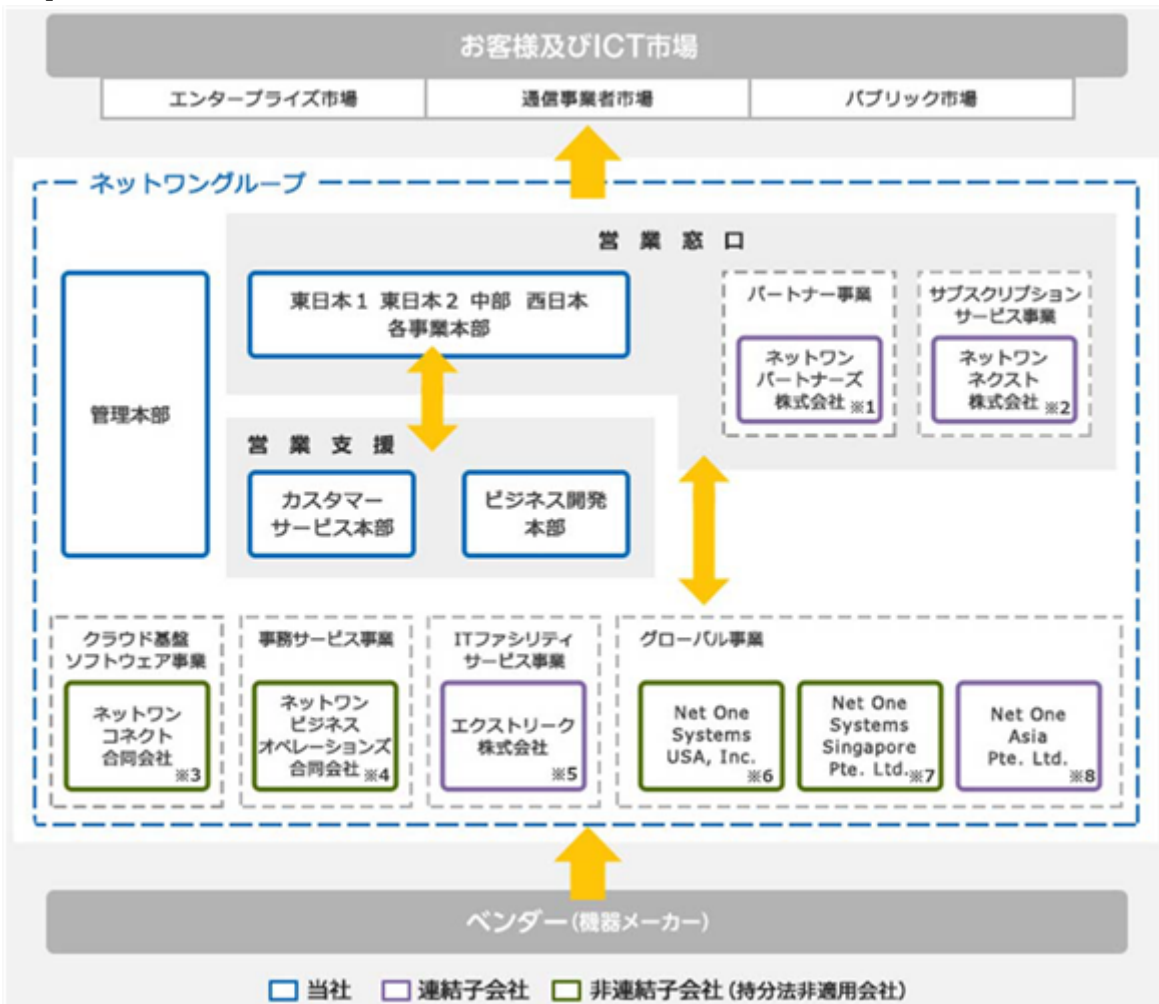 お客様及びICT市場
エンタープライズ市場
通信事業者市場
パブリック市場
ネットワングループ
営業窓口
管理本部
東日本1 東日本2 中部 西日本
各事業本部
パートナー事業
ネットワン
パートナーズ
株式会社 ※1
サブスクリプション
サービス事業
ネットワン
ネクスト
株式会社 ※2
営業支援
カスタマー
サービス本部
ビジネス開発
本部
クラウド基盤
ソフトウェア事業
ネットワン
コネクト
合同会社
※3
事務サービス事業
ネットワン
ビジネス
オペレーションズ
合同会社 ※4
ITファシリティ
サービス事業
エクストリーク
株式会社
※5
グローバル事業
Net One
Systems
USA, Inc.
※6
Net One
Systems
Singapore
Pte. Ltd. ※7
Net One
Asia
Pte. Ltd.
※8
ベンダー(機器メーカー)
当社 連結子会社 非連結子会社(持分法非適用会社)